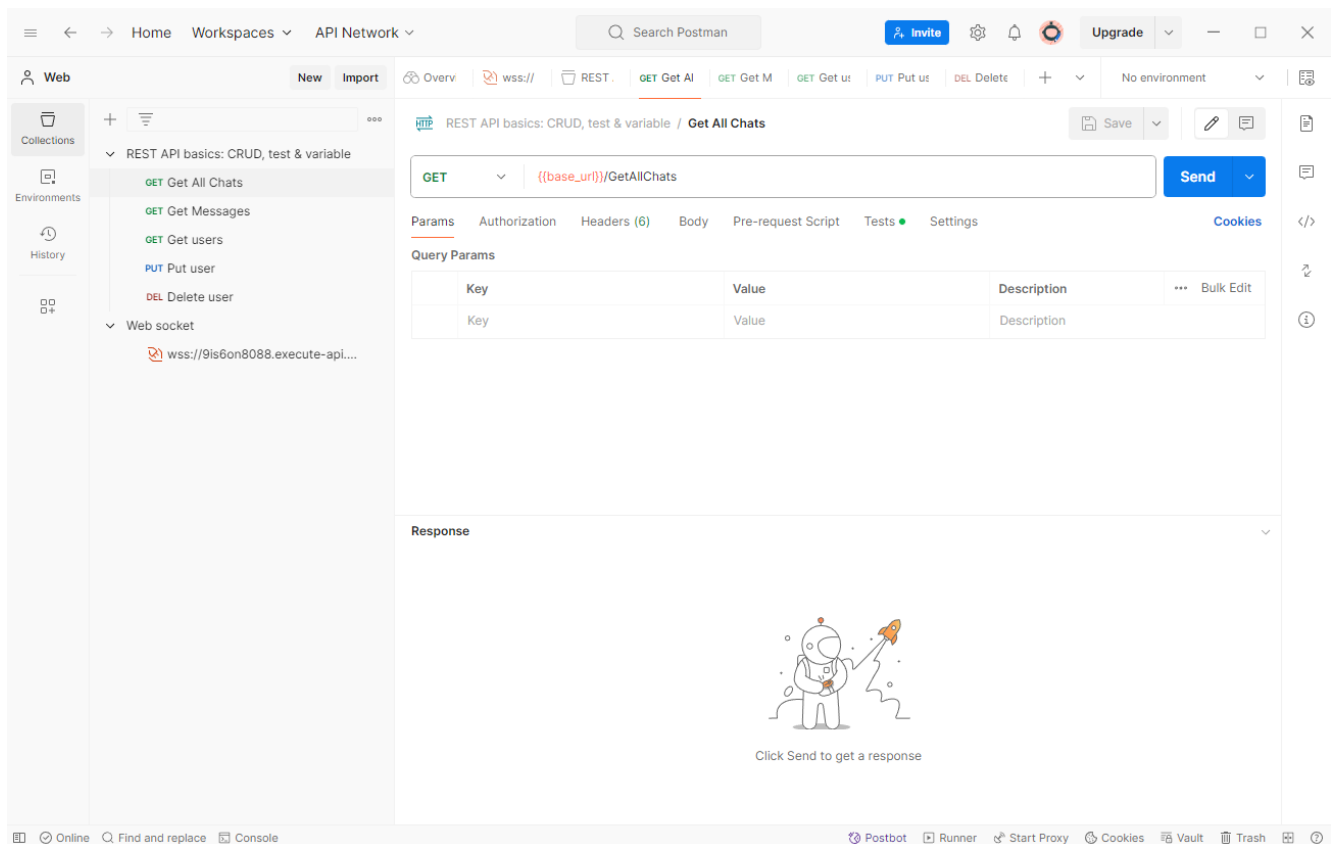 Home Workspaces API Network Search Postman Invite Upgrade
Web New Import Overv wss:// REST GET Get Al GET Get M GET Get us PUT Put us DEL Delete No environment
Collections
Environments
History
REST API basics: CRUD, test & variable
GET Get All Chats
GET Get Messages
GET Get users
PUT Put user
DEL Delete user
Web socket
wss://9is6on8088.execute-api....
HTTP REST API basics: CRUD, test & variable / Get All Chats Save
GET {{base_url}}/GetAllChats Send
Params Authorization Headers (6) Body Pre-request Script Tests Settings Cookies
Query Params
Key Value Description Bulk Edit
Key Value Description
Response
Click Send to get a response
Online Find and replace Console Postbot Runner Start Proxy Cookies Vault Trash